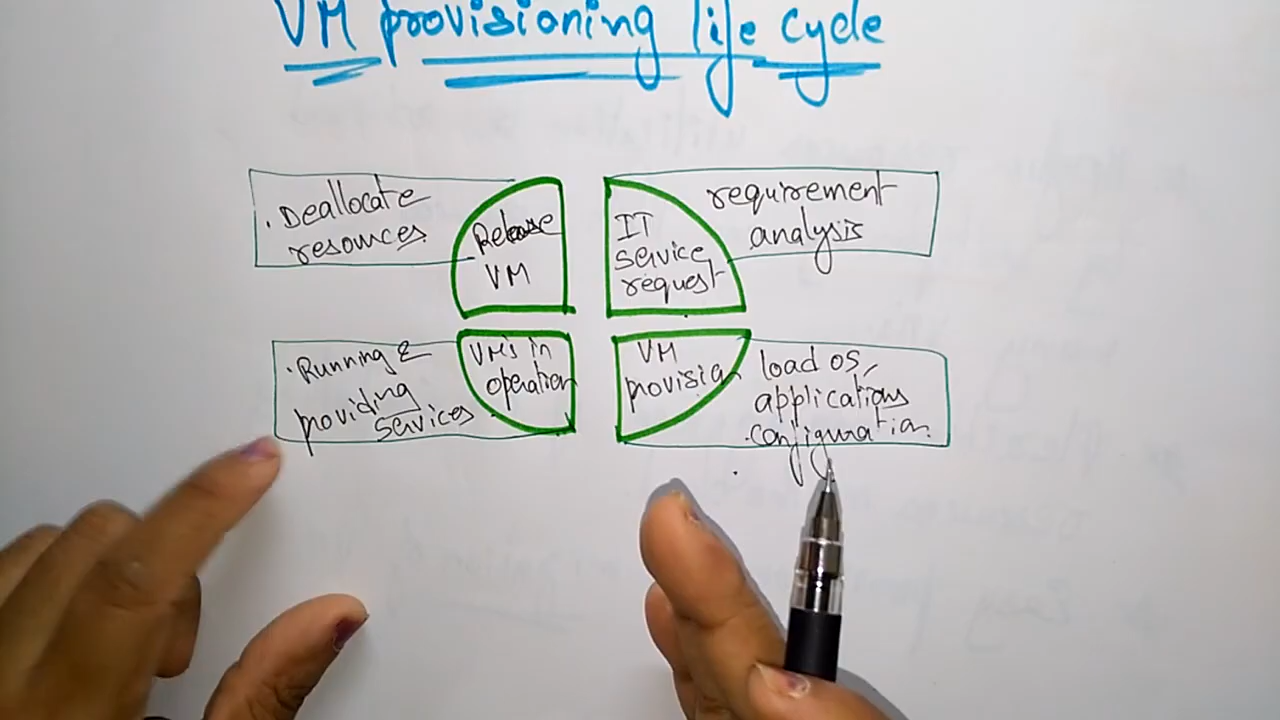 VM provisioning life cycle
. Deallocate
resources.
Release
VM
IT
service
request
requirement
analysis
. Running &
providing
services
VM's in
operation
VM
provision
load OS,
applications
configuration.